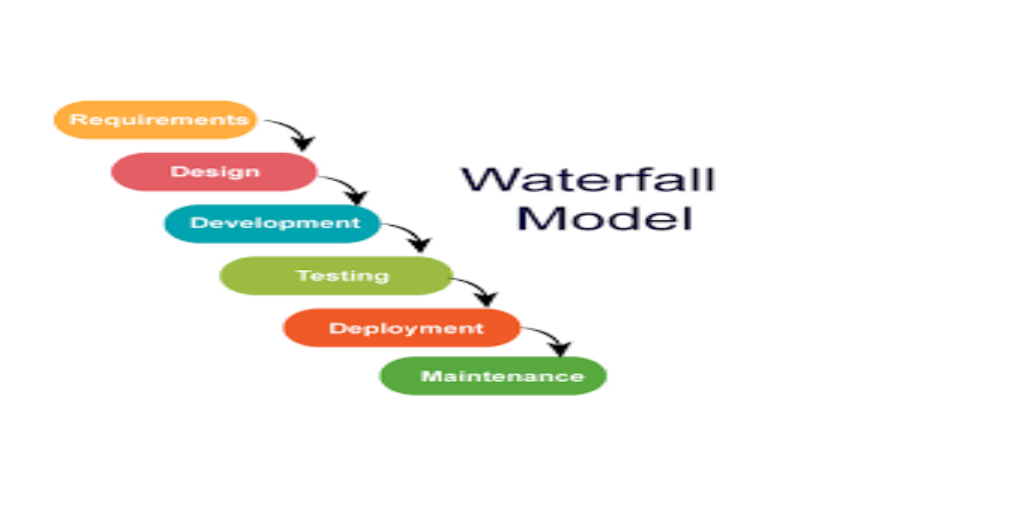 Requirements
Design
Waterfall
Model
Development
Testing
Deployment
Maintenance